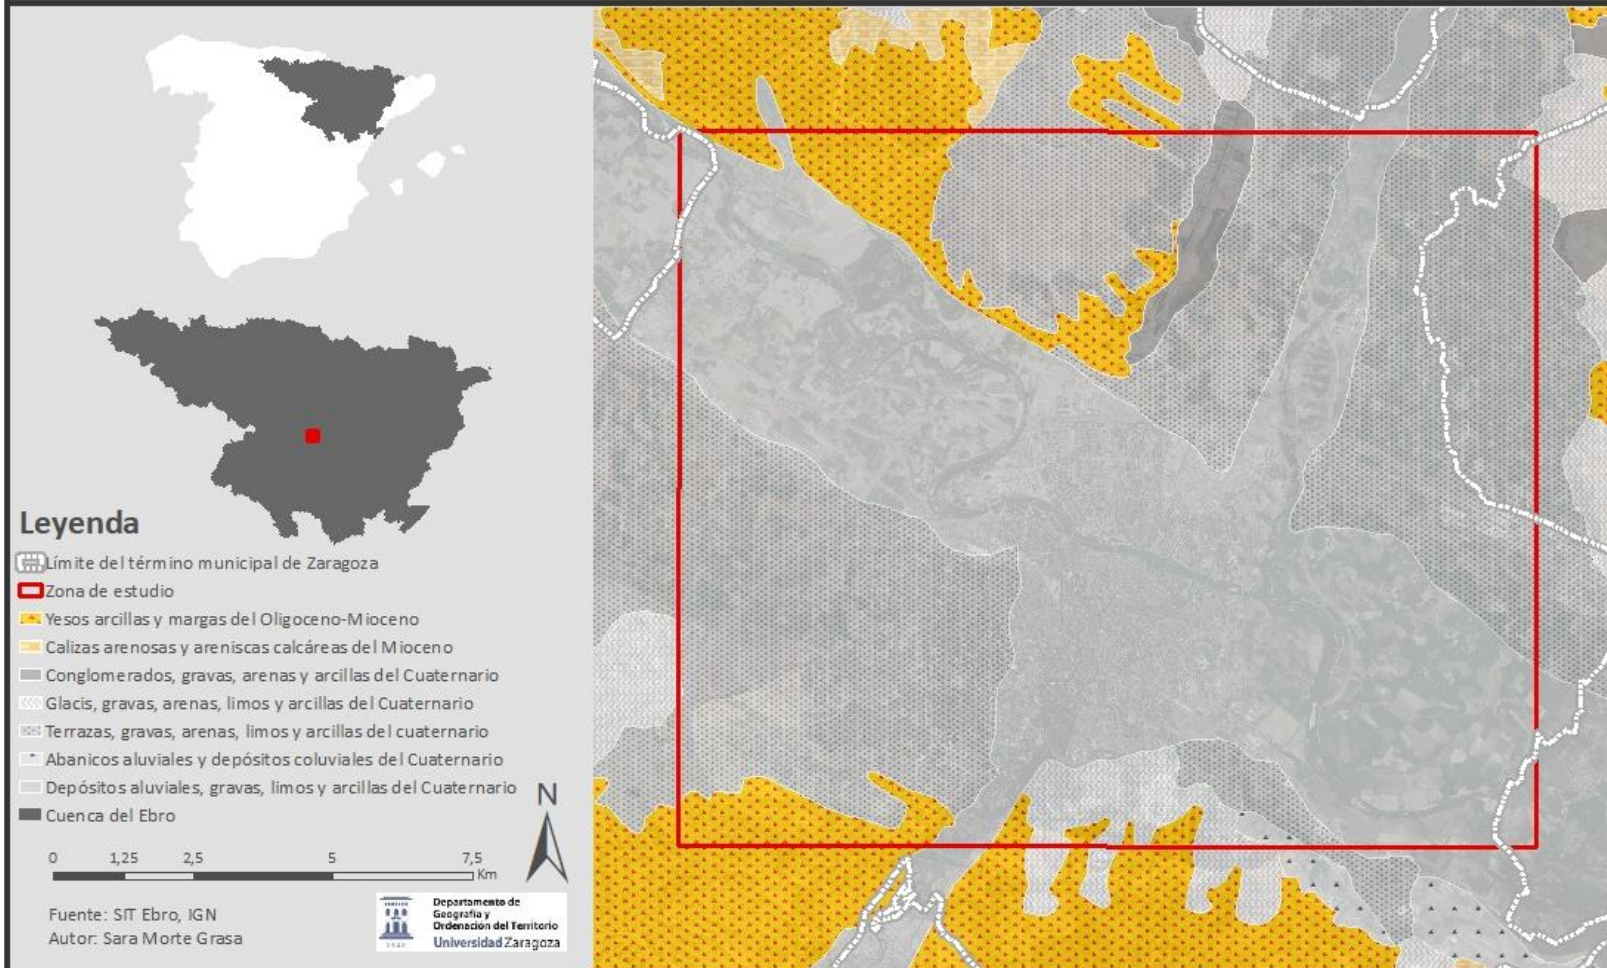 Leyenda
Límite del término municipal de Zaragoza
Zona de estudio
Yesos arcillas y margas del Oligoceno-Mioceno
Calizas arenosas y areniscas calcáreas del Mioceno
Conglomerados, gravas, arenas y arcillas del Cuaternario
Glacis, gravas, arenas, limos y arcillas del Cuaternario
Terrazas, gravas, arenas, limos y arcillas del cuaternario
Abanicos aluviales y depósitos coluviales del Cuaternario
Depósitos aluviales, gravas, limos y arcillas del Cuaternario
Cuenca del Ebro
N
0 1,25 2,5 5 7,5
Km
Fuente: SIT Ebro, IGN
Autor: Sara Morte Grasa
Departamento de
Geografía y
Ordenación del Territorio
Universidad Zaragoza